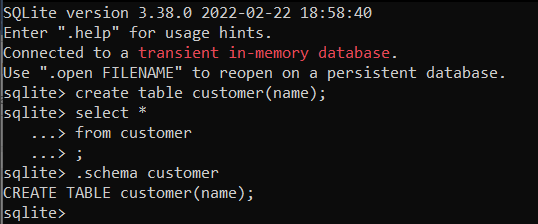 SQLite version 3.38.0 2022-02-22 18:58:40
Enter ".help" for usage hints.
Connected to a transient in-memory database.
Use ".open FILENAME" to reopen on a persistent database.
sqlite> create table customer(name);
sqlite> select *
   ...> from customer
   ...> ;
sqlite> .schema customer
CREATE TABLE customer(name);
sqlite>